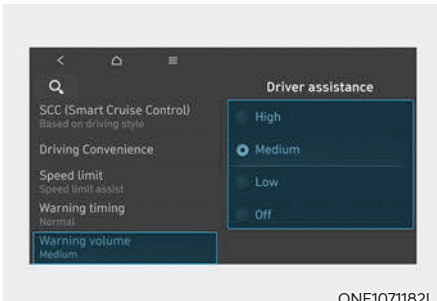 Driver assistance
SCC (Smart Cruise Control)
Based on driving style
Driving Convenience
Speed limit
Speed limit assist
Warning timing
Normal
Warning volume
Medium
High
Medium
Low
Off